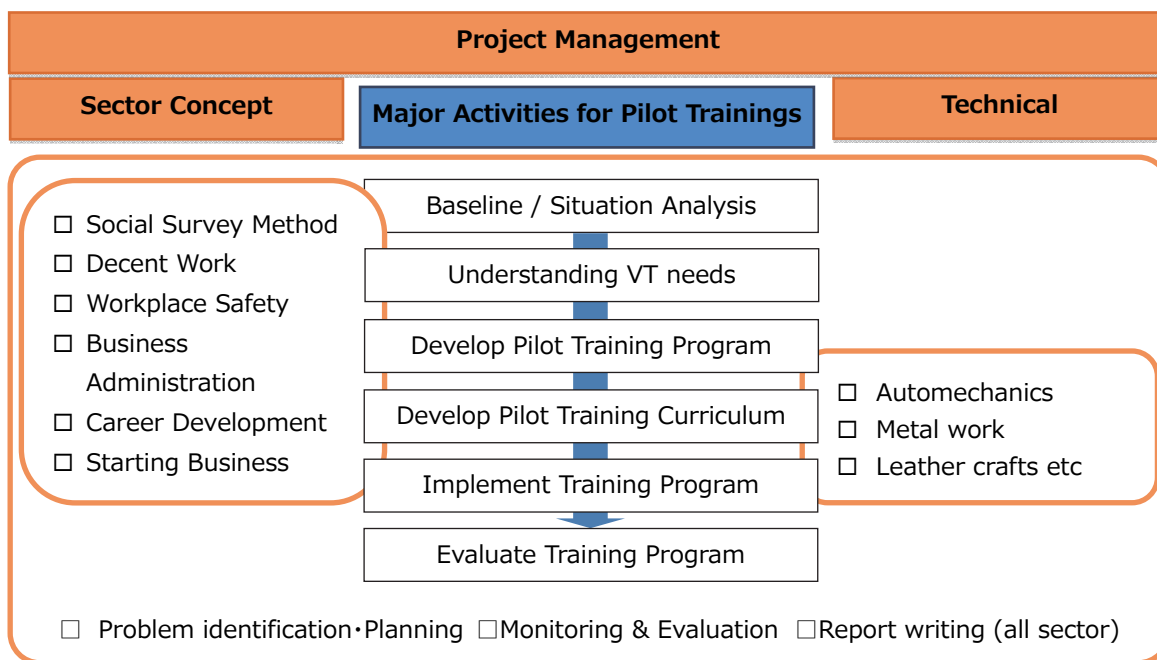 Project Management
Sector Concept
Major Activities for Pilot Trainings
Technical
□ Social Survey Method
□ Decent Work
□ Workplace Safety
□ Business
Administration
□ Career Development
□ Starting Business
Baseline / Situation Analysis
Understanding VT needs
Develop Pilot Training Program
Develop Pilot Training Curriculum
Implement Training Program
Evaluate Training Program
□ Automechanics
□ Metal work
□ Leather crafts etc
□ Problem identification・Planning □Monitoring & Evaluation □Report writing (all sector)